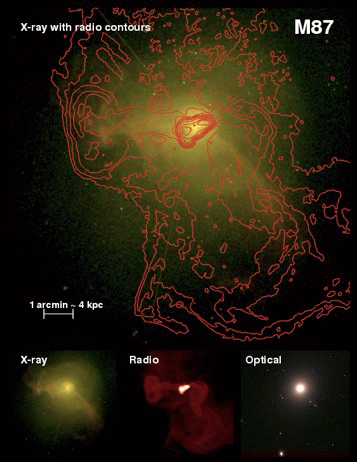 M87
X-ray with radio contours
1 arcmin ~ 4 kpc
X-ray
Radio
Optical